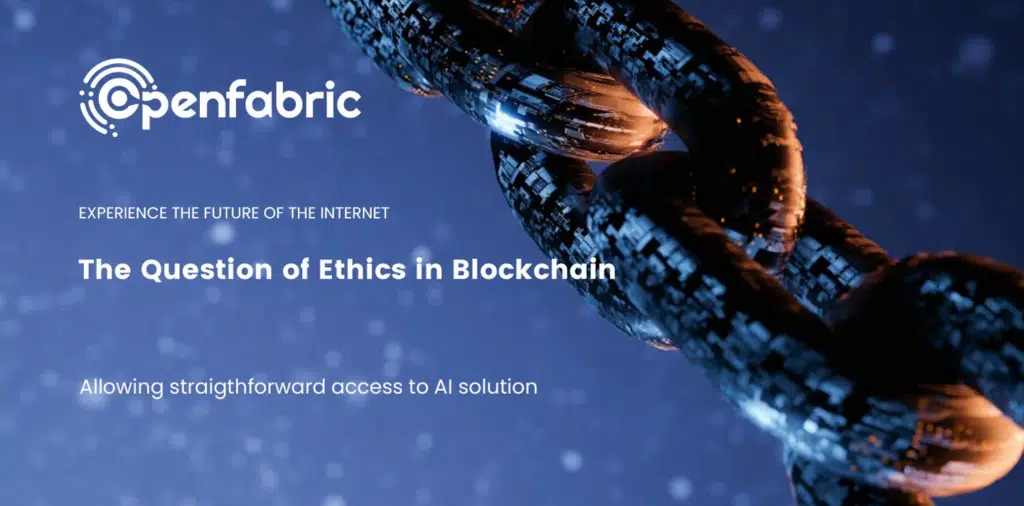 Openfabric
EXPERIENCE THE FUTURE OF THE INTERNET
The Question of Ethics in Blockchain
Allowing straigthforward access to AI solution